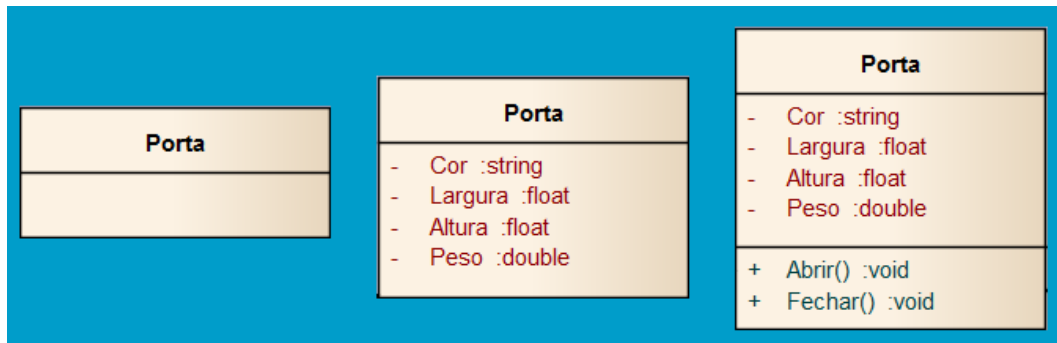 Porta
Porta
- Cor :string
- Largura :float
- Altura :float
- Peso :double
Porta
- Cor :string
- Largura :float
- Altura :float
- Peso :double
+ Abrir() :void
+ Fechar() :void